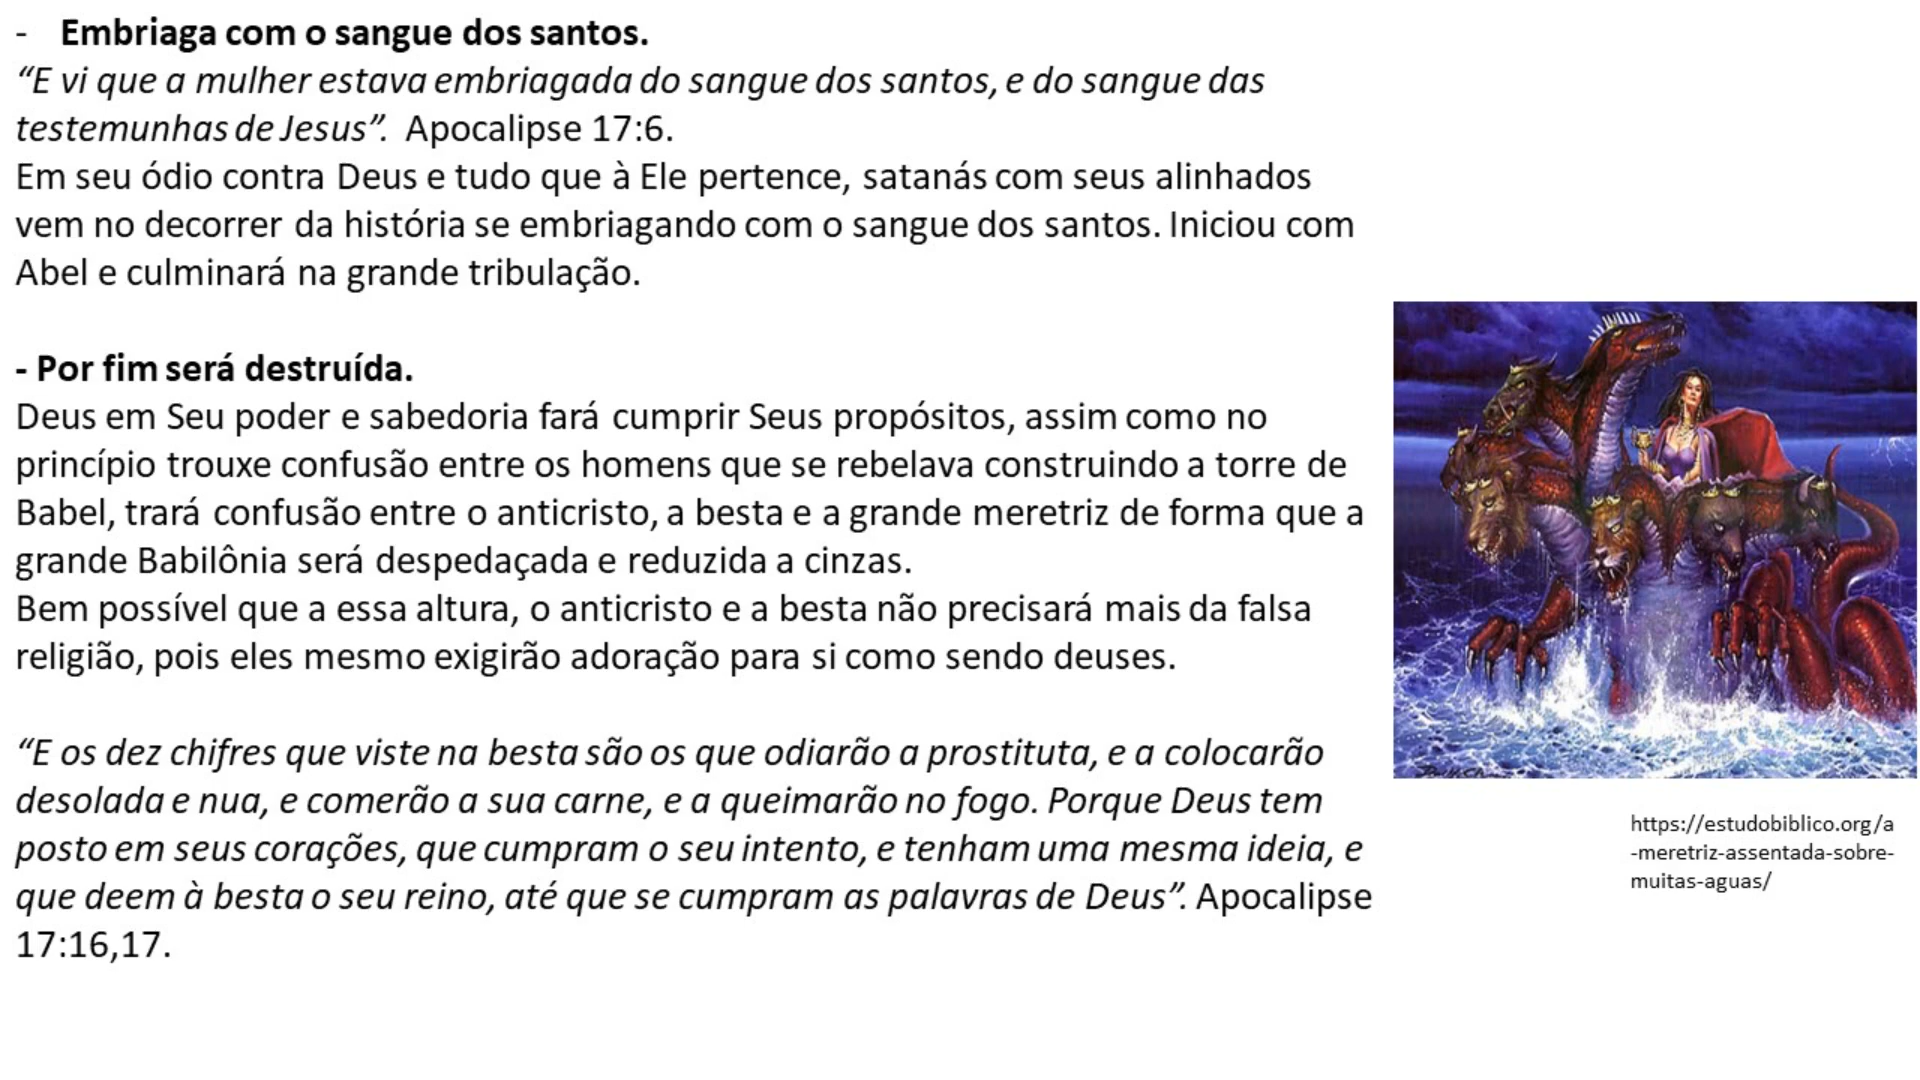 - Embriaga com o sangue dos santos.
“E vi que a mulher estava embriagada do sangue dos santos, e do sangue das
testemunhas de Jesus”. Apocalipse 17:6.
Em seu ódio contra Deus e tudo que à Ele pertence, satanás com seus alinhados
vem no decorrer da história se embriagando com o sangue dos santos. Iniciou com
Abel e culminará na grande tribulação.
- Por fim será destruída.
Deus em Seu poder e sabedoria fará cumprir Seus propósitos, assim como no
princípio trouxe confusão entre os homens que se rebelava construindo a torre de
Babel, trará confusão entre o anticristo, a besta e a grande meretriz de forma que a
grande Babilônia será despedaçada e reduzida a cinzas.
Bem possível que a essa altura, o anticristo e a besta não precisará mais da falsa
religião, pois eles mesmo exigirão adoração para si como sendo deuses.
“E os dez chifres que viste na besta são os que odiarão a prostituta, e a colocarão
desolada e nua, e comerão a sua carne, e a queimarão no fogo. Porque Deus tem
posto em seus corações, que cumpram o seu intento, e tenham uma mesma ideia, e
que deem à besta o seu reino, até que se cumpram as palavras de Deus”. Apocalipse
17:16,17.
https://estudobiblico.org/a
-meretriz-assentada-sobre-
muitas-aguas/